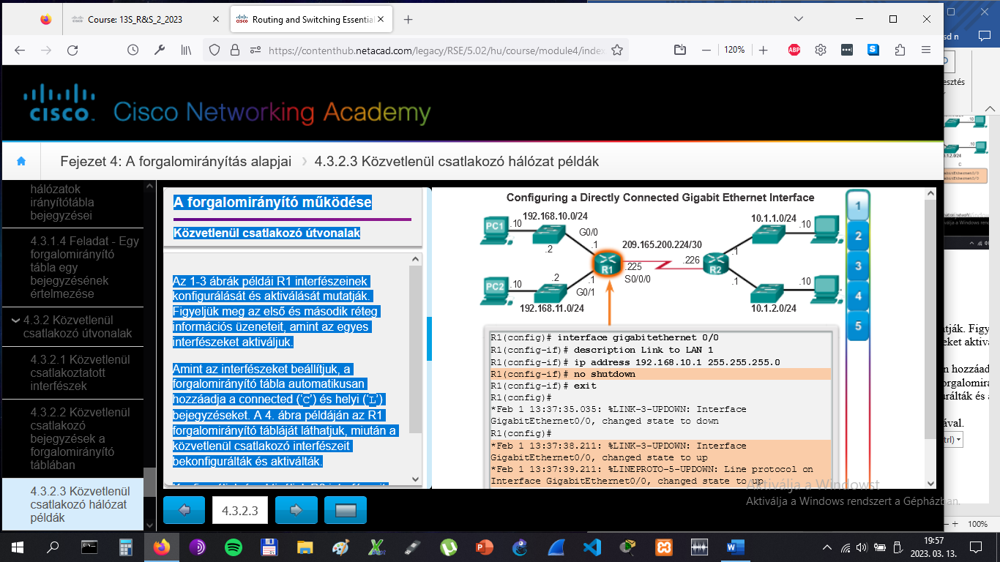 Course: 13S_R&S_2_2023
Routing and Switching Essential
https://contenthub.netacad.com/legacy/RSE/5.02/hu/course/module4/index
120%
ABP
S
sd n
esztés
CISCO.
Cisco Networking Academy
Fejezet 4: A forgalomirányítás alapjai
4.3.2.3 Közvetlenül csatlakozó hálózat példák
hálózatok
irányítótábla
bejegyzései
4.3.1.4 Feladat - Egy
forgalomirányító
tábla egy
bejegyzésének
értelmezése
4.3.2 Közvetlenül
csatlakozó útvonalak
4.3.2.1 Közvetlenül
csatlakoztatott
interfészek
4.3.2.2 Közvetlenül
csatlakozó
bejegyzések a
forgalomirányító
táblában
4.3.2.3 Közvetlenül
csatlakozó hálózat
példák
A forgalomirányító működése
Közvetlenül csatlakozó útvonalak
Az 1-3 ábrák példái R1 interfészeinek
konfigurálását és aktiválását mutatják.
Figyeljük meg az első és második réteg
információs üzeneteit, amint az egyes
interfészeket aktiváljuk.
Amint az interfészeket beállítjuk, a
forgalomirányító tábla automatikusan
hozzáadja a connected ('C') és helyi ('L')
bejegyzéseket. A 4. ábra példáján az R1
forgalomirányító tábláját láthatjuk, miután a
közvetlenül csatlakozó interfészeit
bekonfigurálták és aktiválták.
4.3.2.3
Configuring a Directly Connected Gigabit Ethernet Interface
PC1
.10
192.168.10.0/24
G0/0
.1
.2
209.165.200.224/30
10.1.1.0/24
.10
.1
R1
.225
S0/0/0
.226
R2
PC2
.10
.2
.1
G0/1
192.168.11.0/24
.1
.10
10.1.2.0/24
R1(config)# interface gigabitethernet 0/0
R1(config-if)# description Link to LAN 1
R1(config-if)# ip address 192.168.10.1 255.255.255.0
R1(config-if)# no shutdown
R1(config-if)# exit
R1(config)#
*Feb 1 13:37:35.035: %LINK-3-UPDOWN: Interface
GigabitEthernet0/0, changed state to down
R1(config)#
*Feb 1 13:37:38.211: %LINK-3-UPDOWN: Interface
GigabitEthernet0/0, changed state to up
*Feb 1 13:37:39.211: %LINEPROTO-5-UPDOWN: Line protocol on
Interface GigabitEthernet0/0, changed state to up
1
2
3
4
5
Aktiválja a Windowst
Aktiválja a Windows rendszert a Gépházban.
tják. Figy
eket aktivá
n hozzáad
orgalomirá
urálták és a
ával.
trl)
100%
19:57
2023. 03. 13.